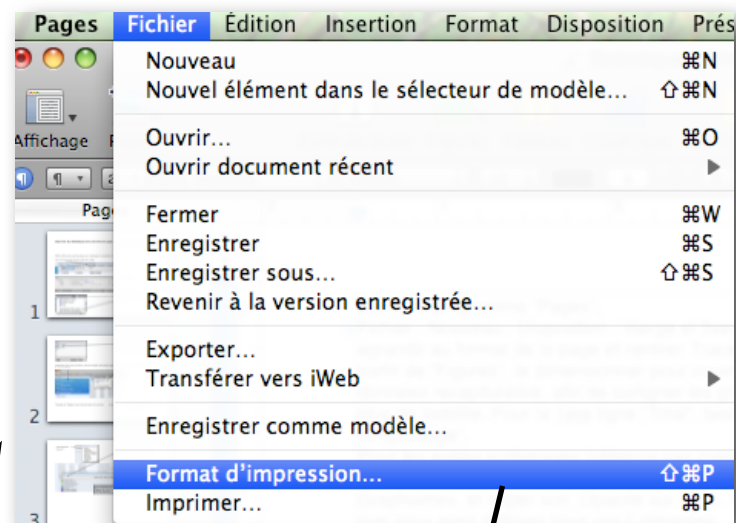 Pages Fichier Édition Insertion Format Disposition Prés
Nouveau ⌘N
Nouvel élément dans le sélecteur de modèle... ⇧⌘N
Affichage
Ouvrir... ⌘O
Ouvrir document récent
Pag
Fermer ⌘W
Enregistrer ⌘S
Enregistrer sous... ⇧⌘S
Revenir à la version enregistrée...
1
Exporter...
Transférer vers iWeb
2
Enregistrer comme modèle...
Format d’impression... ⇧⌘P
Imprimer... ⌘P
3